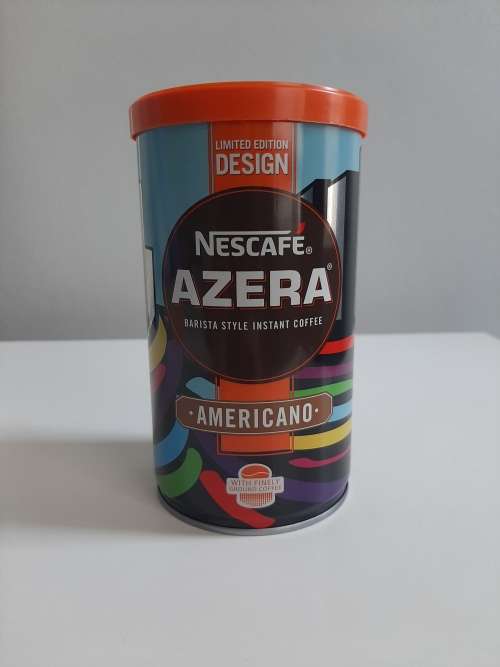 LIMITED EDITION
DESIGN
NESCAFÉ®
AZERA®
BARISTA STYLE INSTANT COFFEE
·AMERICANO·
WITH FINELY
GROUND COFFEE